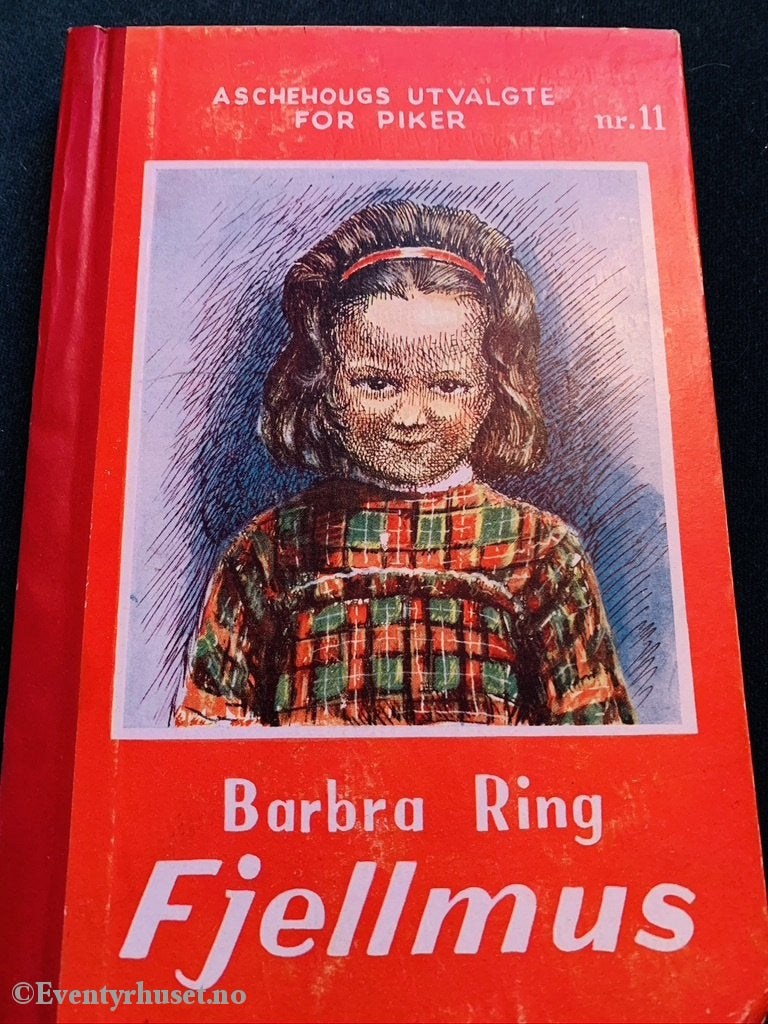 ASCHEHOUGS UTVALGTE
FOR PIKER
nr. 11
Barbra Ring
Fjellmus
©Eventyrhuset.no